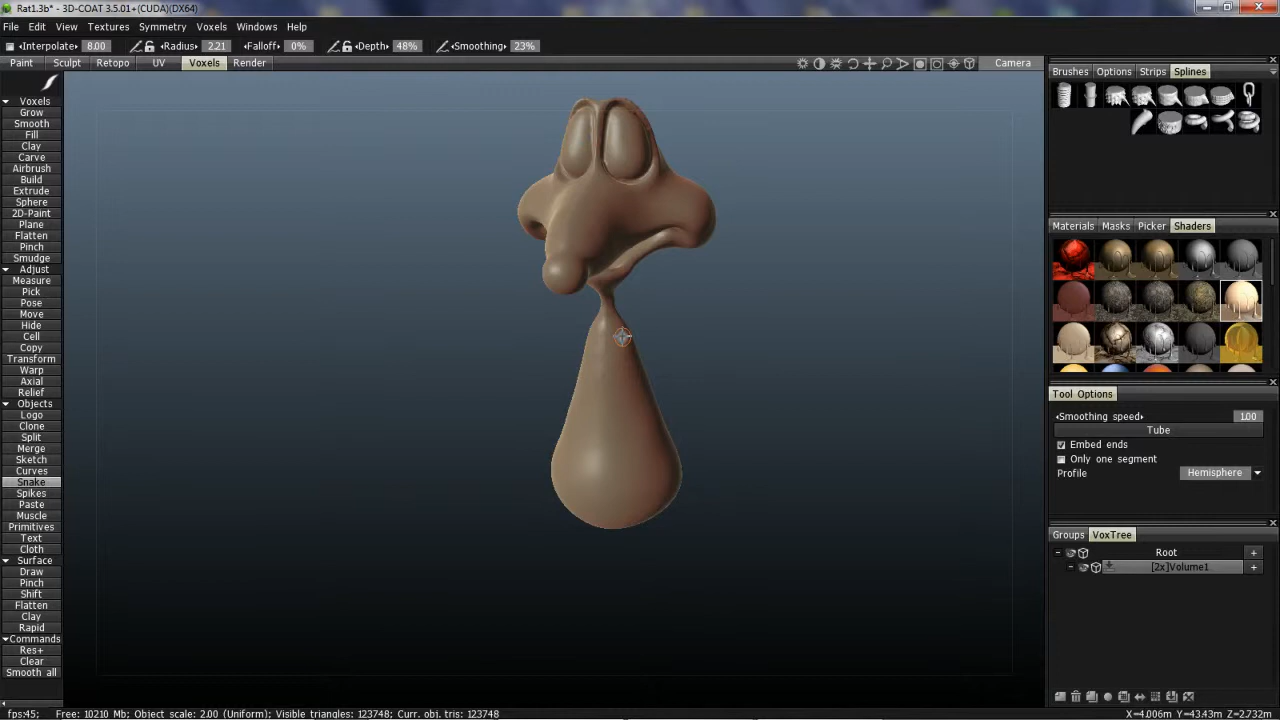 Rat1.3b* - 3D-COAT 3.5.01+(CUDA)(DX64)
File Edit View Textures Symmetry Voxels Windows Help
Interpolate 8.00 Radius 2.21 Falloff 0% Depth 48% Smoothing 23%
Paint Sculpt Retopo UV Voxels Render Camera
Voxels
Grow
Smooth
Fill
Clay
Carve
Airbrush
Build
Extrude
Sphere
2D-Paint
Plane
Flatten
Pinch
Smudge
Adjust
Measure
Pick
Pose
Move
Hide
Cell
Copy
Transform
Warp
Axial
Relief
Objects
Logo
Clone
Split
Merge
Sketch
Curves
Snake
Spikes
Paste
Muscle
Primitives
Text
Cloth
Surface
Draw
Pinch
Shift
Flatten
Clay
Rapid
Commands
Res+
Clear
Smooth all
Brushes Options Strips Splines
Materials Masks Picker Shaders
Tool Options
Smoothing speed 1.00
Tube
Embed ends
Only one segment
Profile Hemisphere
Groups VoxTree
Root +
[2x]Volume1 +
fps:45; Free: 10210 Mb; Object scale: 2.00 (Uniform); Visible triangles: 123748; Curr. obj. tris: 123748; X=4.006m Y=43.43m Z=2.732m